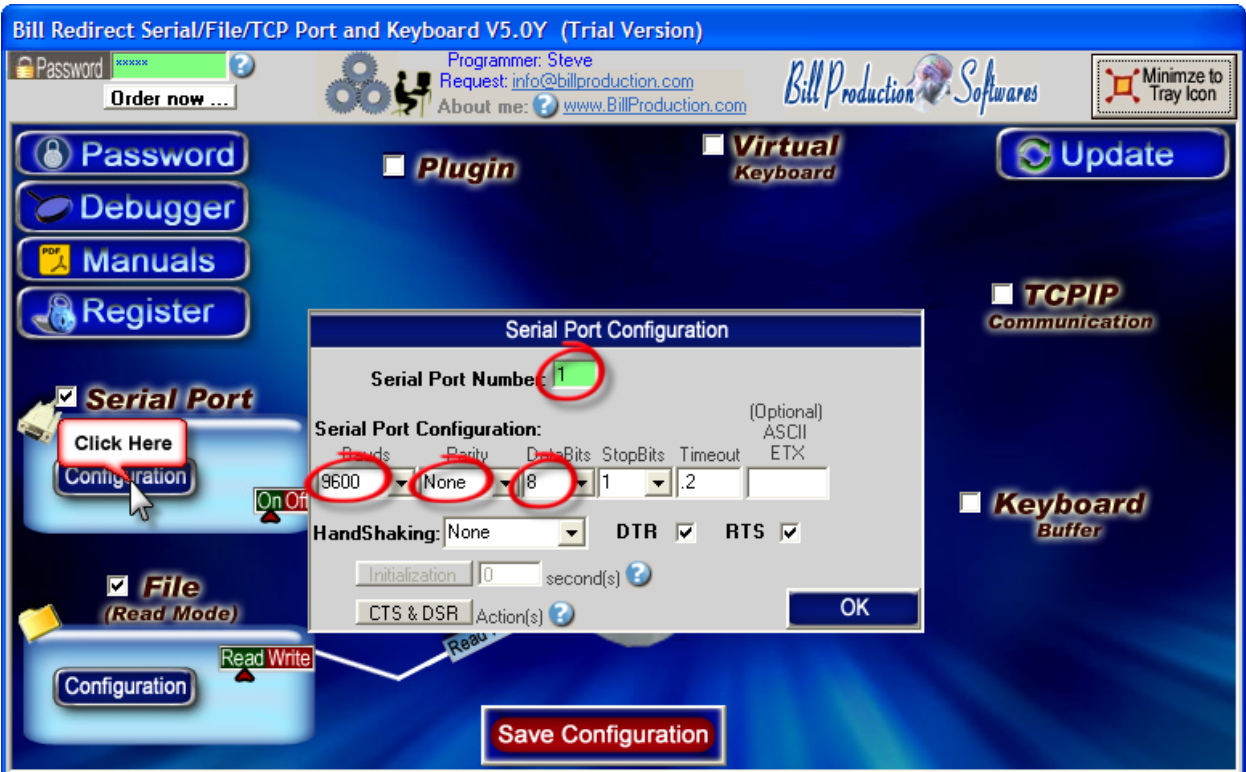 Bill Redirect Serial/File/TCP Port and Keyboard V5.0Y (Trial Version)
Password xxxxx
Order now ...
Programmer: Steve
Request: info@billproduction.com
About me: www.BillProduction.com
Bill Production Softwares
Minimze to
Tray Icon
Password
Debugger
PDF Manuals
Register
Plugin
Virtual
Keyboard
Update
TCPIP
Communication
Serial Port
Click Here
Configuration
On Off
Serial Port Configuration
Serial Port Number: 1
Serial Port Configuration:
(Optional)
ASCII
Bauds Parity DataBits StopBits Timeout ETX
9600 None 8 1 .2
HandShaking: None DTR RTS
Initialization 0 second(s)
CTS & DSR Action(s)
OK
Keyboard
Buffer
File
(Read Mode)
Read Write
Configuration
Read
Save Configuration